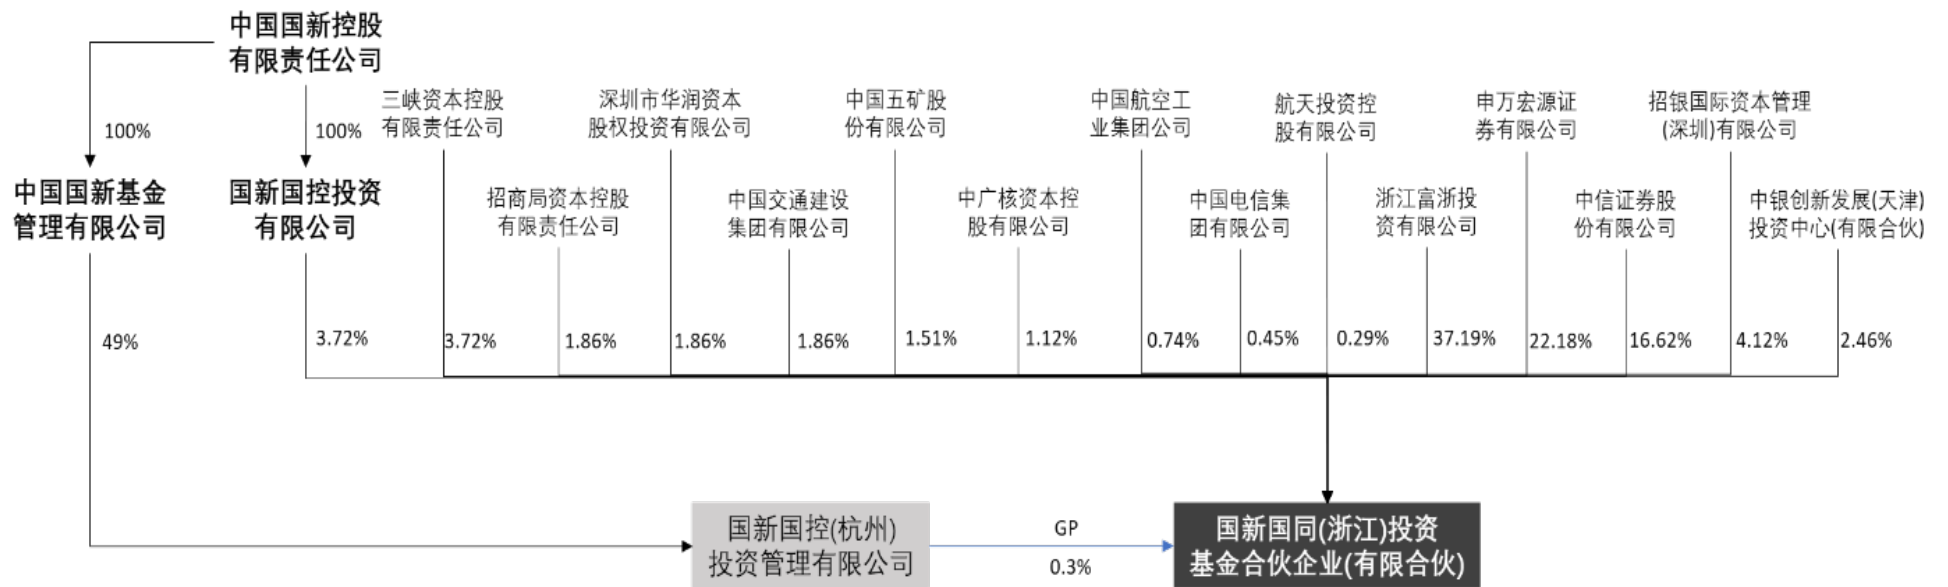 中国国新控股
有限责任公司
三峡资本控股
有限责任公司
深圳市华润资本
股权投资有限公司
中国五矿股
份有限公司
中国航空工
业集团公司
航天投资控
股有限公司
申万宏源证
券有限公司
招银国际资本管理
(深圳)有限公司
100%
100%
中国国新基金
管理有限公司
国新国控投资
有限公司
招商局资本控股
有限责任公司
中国交通建设
集团有限公司
中广核资本控
股有限公司
中国电信集
团有限公司
浙江富浙投
资有限公司
中信证券股
份有限公司
中银创新发展(天津)
投资中心(有限合伙)
49%
3.72%
3.72%
1.86%
1.86%
1.86%
1.51%
1.12%
0.74%
0.45%
0.29%
37.19%
22.18%
16.62%
4.12%
2.46%
国新国控(杭州)
投资管理有限公司
GP
0.3%
国新国同(浙江)投资
基金合伙企业(有限合伙)